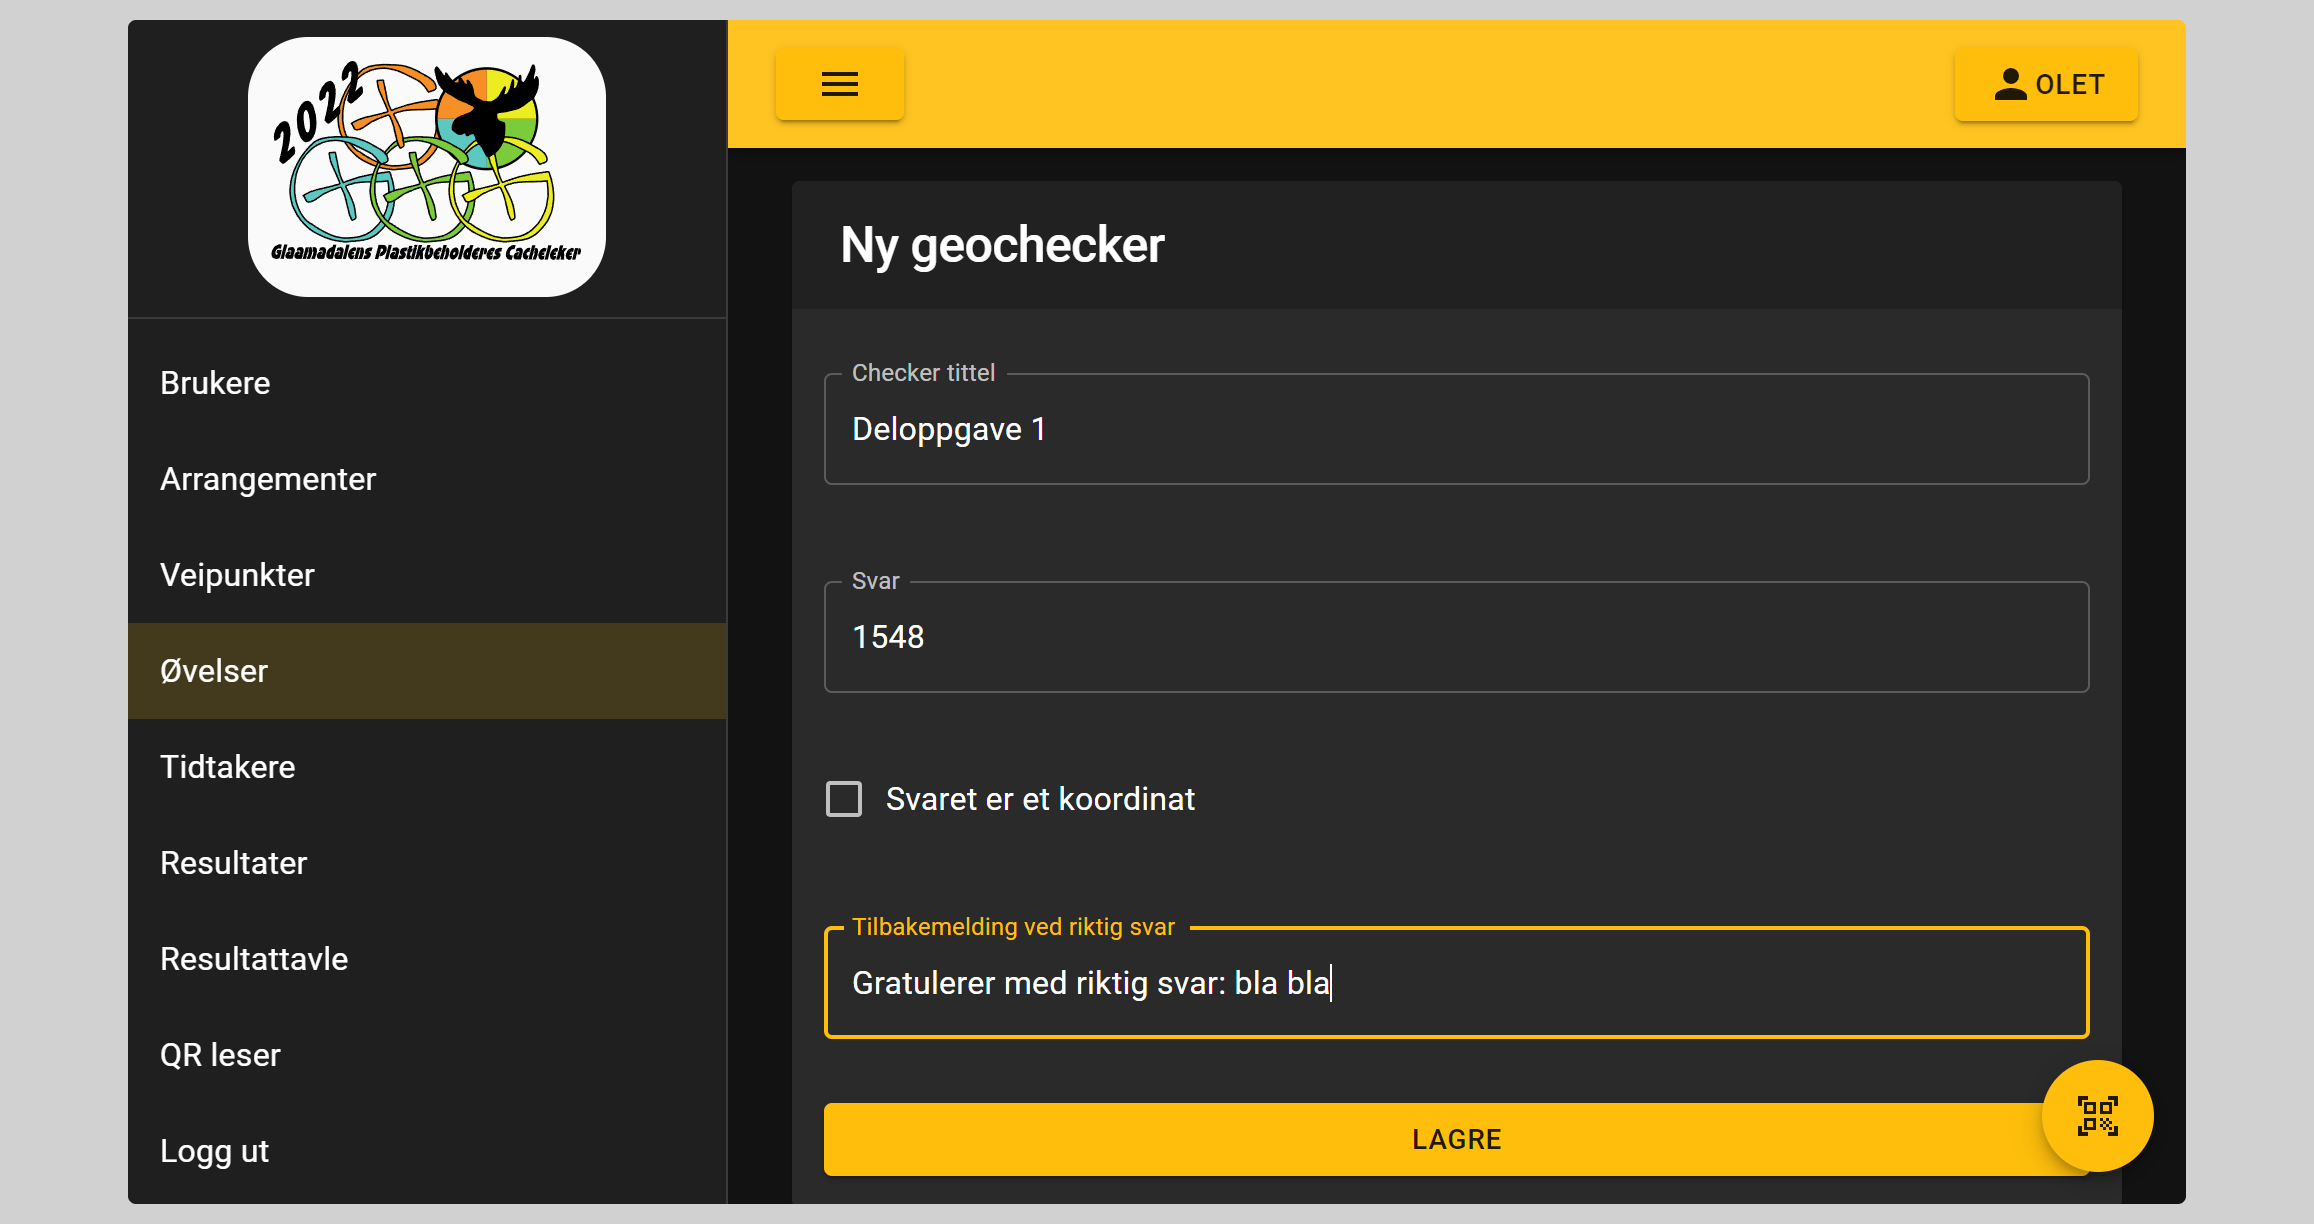 2022
Glaamadalens Plastikbeholderes Cacheleker
Brukere
Arrangementer
Veipunkter
Øvelser
Tidtakere
Resultater
Resultattavle
QR leser
Logg ut
OLET
Ny geochecker
Checker tittel
Deloppgave 1
Svar
1548
Svaret er et koordinat
Tilbakemelding ved riktig svar
Gratulerer med riktig svar: bla bla
LAGRE